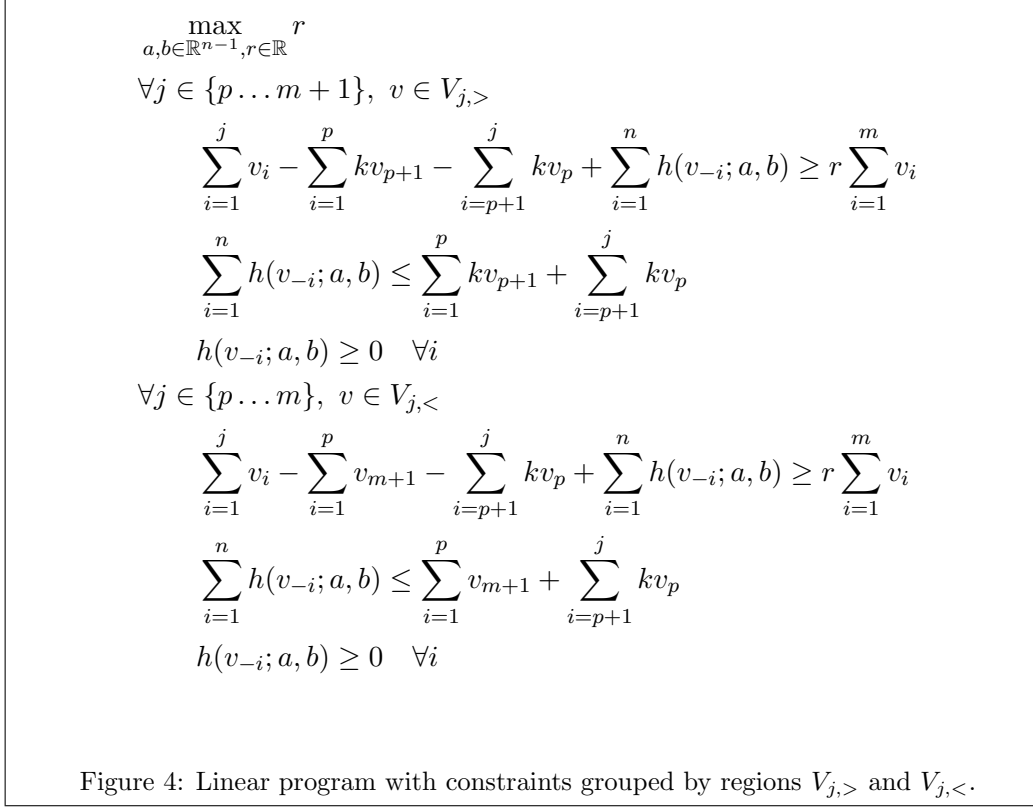 max_{a,b∈ℝ^{n−1},r∈ℝ} r
∀j ∈ {p … m + 1}, v ∈ V_{j,>}
∑_{i=1}^{j} v_i − ∑_{i=1}^{p} kv_{p+1} − ∑_{i=p+1}^{j} kv_p + ∑_{i=1}^{n} h(v_{−i}; a, b) ≥ r ∑_{i=1}^{m} v_i
∑_{i=1}^{n} h(v_{−i}; a, b) ≤ ∑_{i=1}^{p} kv_{p+1} + ∑_{i=p+1}^{j} kv_p
h(v_{−i}; a, b) ≥ 0 ∀i
∀j ∈ {p … m}, v ∈ V_{j,<}
∑_{i=1}^{j} v_i − ∑_{i=1}^{p} v_{m+1} − ∑_{i=p+1}^{j} kv_p + ∑_{i=1}^{n} h(v_{−i}; a, b) ≥ r ∑_{i=1}^{m} v_i
∑_{i=1}^{n} h(v_{−i}; a, b) ≤ ∑_{i=1}^{p} v_{m+1} + ∑_{i=p+1}^{j} kv_p
h(v_{−i}; a, b) ≥ 0 ∀i
Figure 4: Linear program with constraints grouped by regions V_{j,>} and V_{j,<}.